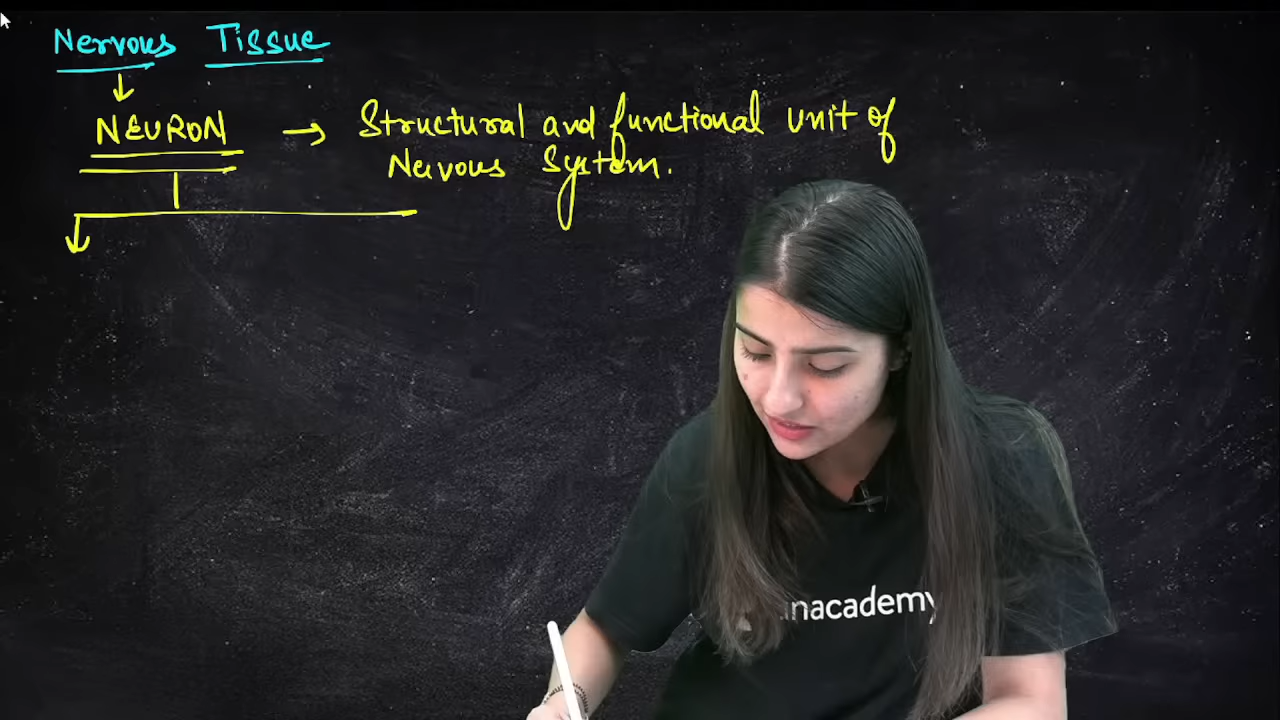 Nervous Tissue
↓
NEURON → Structural and functional unit of
Nervous System.
unacademy